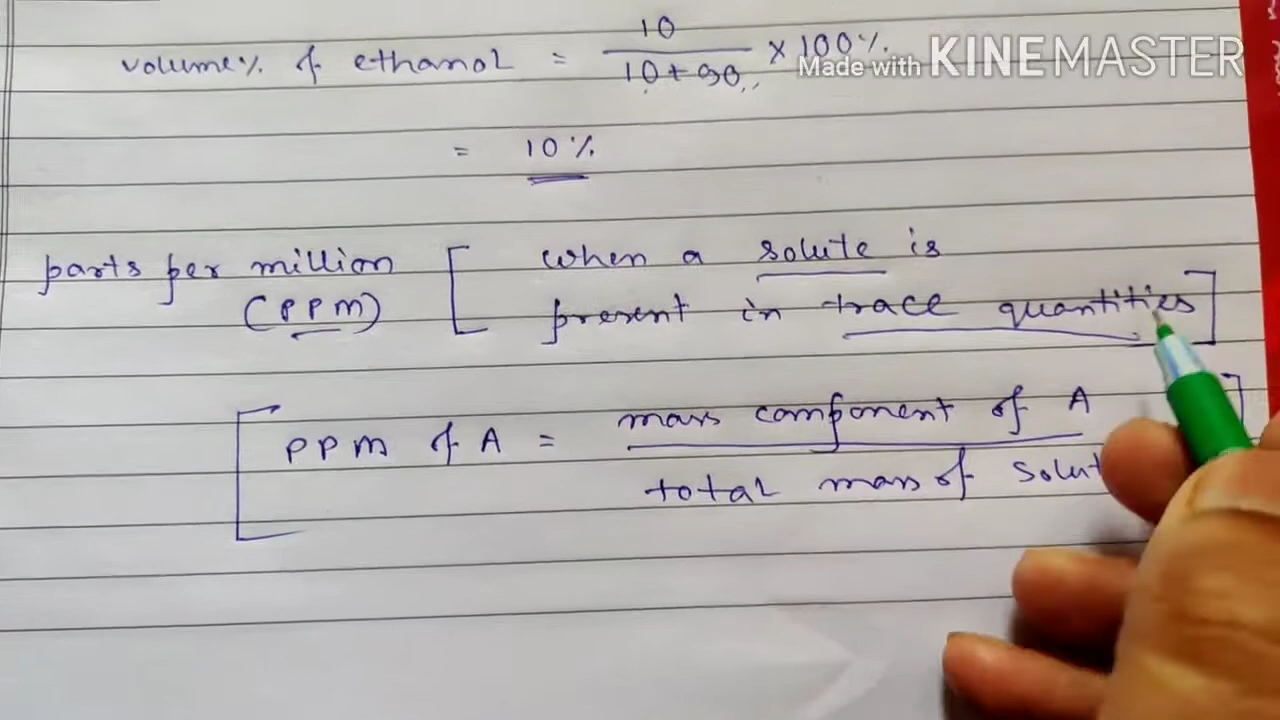 volume % of ethanol = 10 / 10 + 90 × 100%
Made with KINEMASTER
= 10%
parts per million [ when a solute is
(PPM) present in trace quantities ]
[ PPM of A = mass component of A ]
total mass of Solut